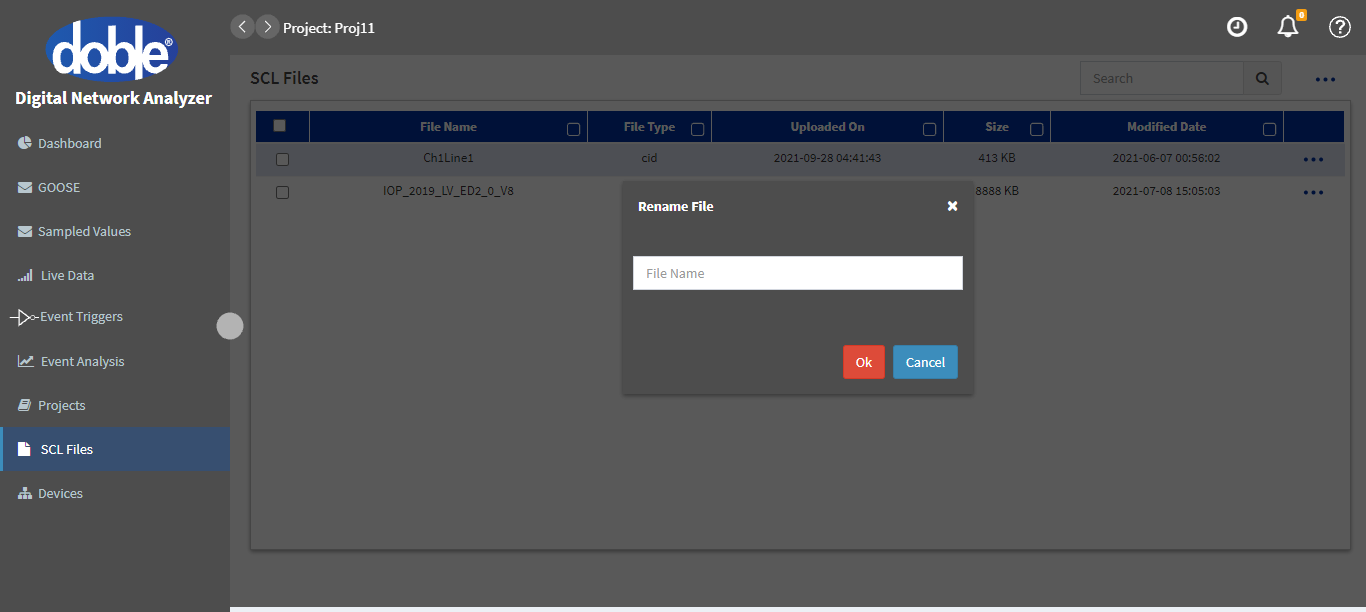 doble®
Digital Network Analyzer
Project: Proj11
0
Dashboard
GOOSE
Sampled Values
Live Data
Event Triggers
Event Analysis
Projects
SCL Files
Devices
SCL Files
Search
File Name File Type Uploaded On Size Modified Date
Ch1Line1 cid 2021-09-28 04:41:43 413 KB 2021-06-07 00:56:02
IOP_2019_LV_ED2_0_V8 8888 KB 2021-07-08 15:05:03
Rename File
File Name
Ok Cancel